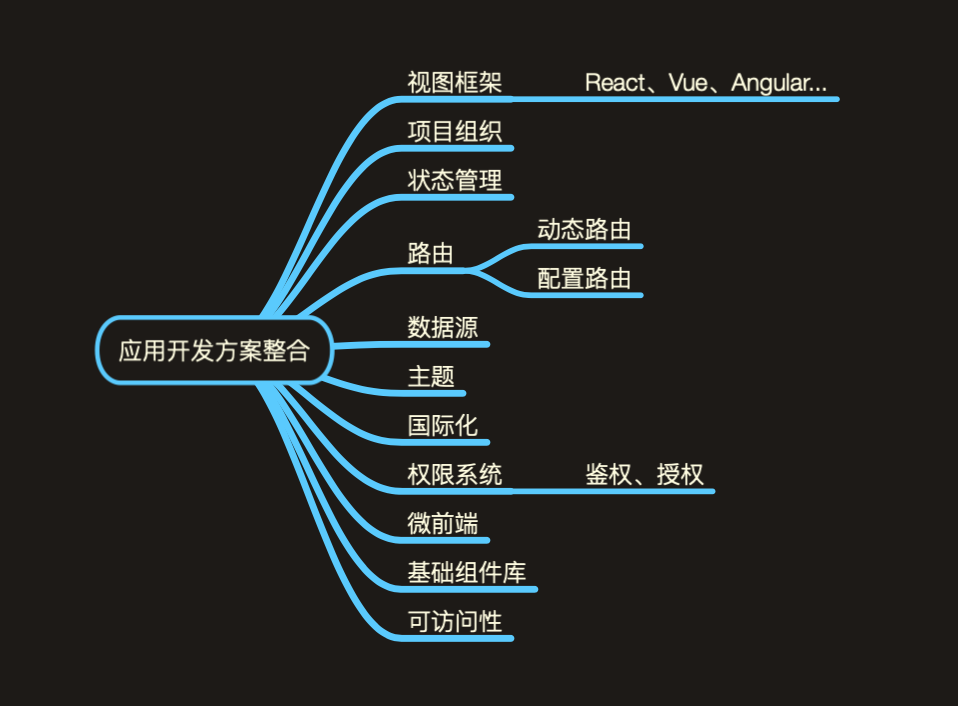 视图框架
React、Vue、Angular...
项目组织
状态管理
路由
动态路由
配置路由
应用开发方案整合
数据源
主题
国际化
权限系统
鉴权、授权
微前端
基础组件库
可访问性